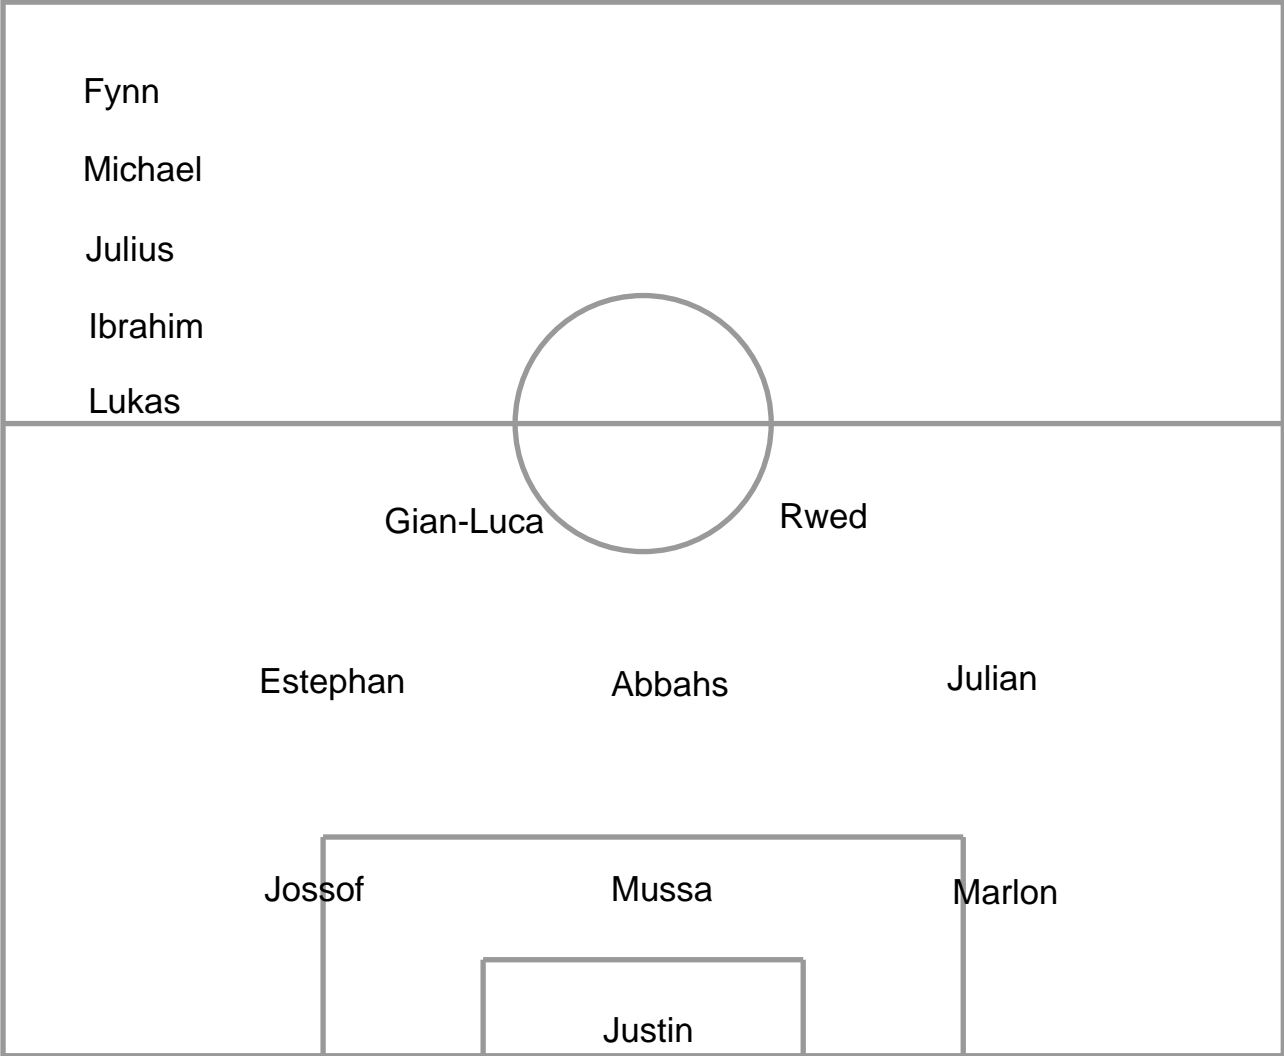 Fynn
Michael
Julius
Ibrahim
Lukas
Gian-Luca Rwed
Estephan Abbahs Julian
Jossof Mussa Marlon
Justin